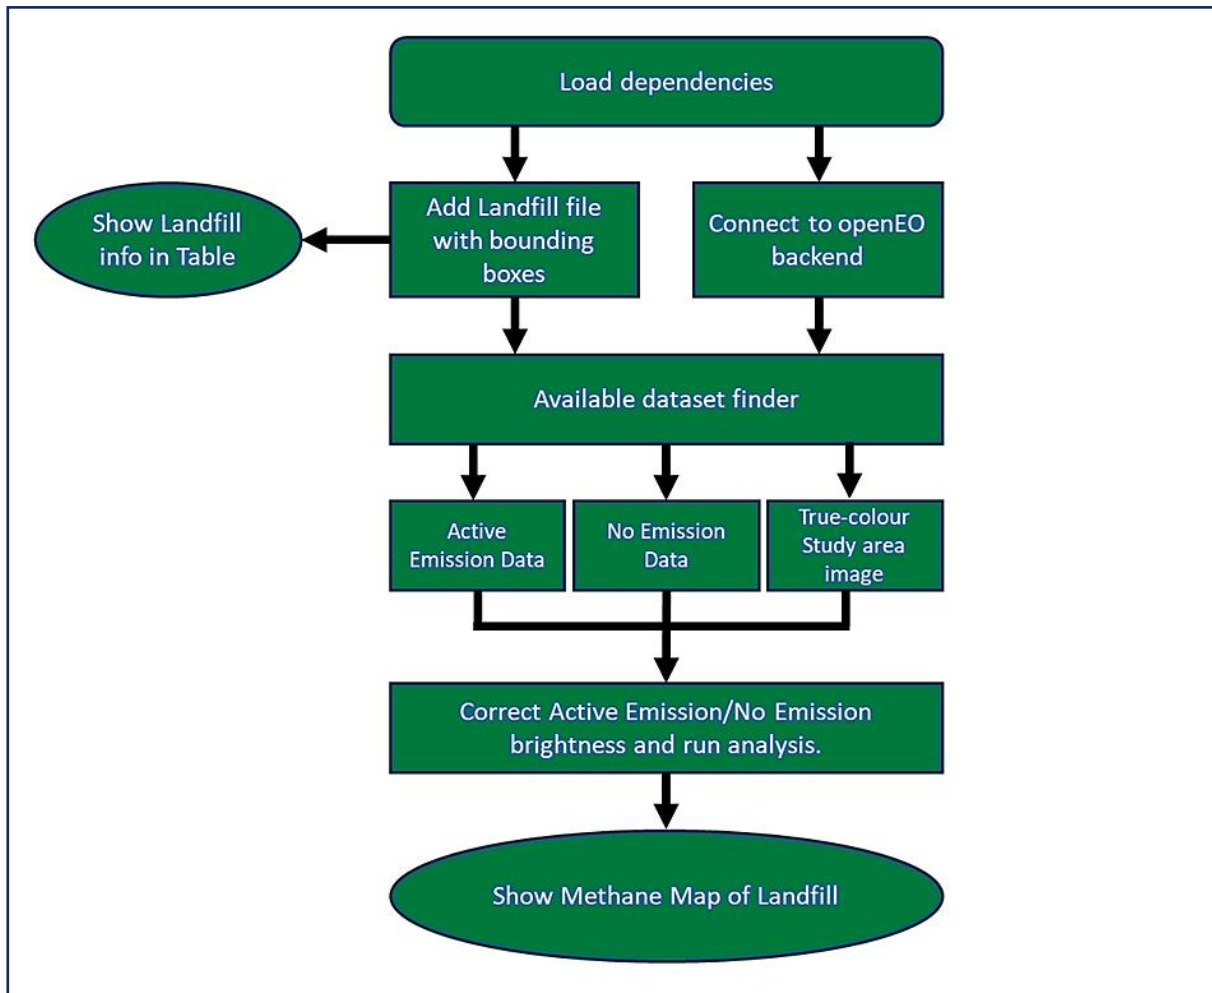 Load dependencies
Show Landfill
info in Table
Add Landfill file
with bounding
boxes
Connect to openEO
backend
Available dataset finder
Active
Emission Data
No Emission
Data
True-colour
Study area
image
Correct Active Emission/No Emission
brightness and run analysis.
Show Methane Map of Landfill